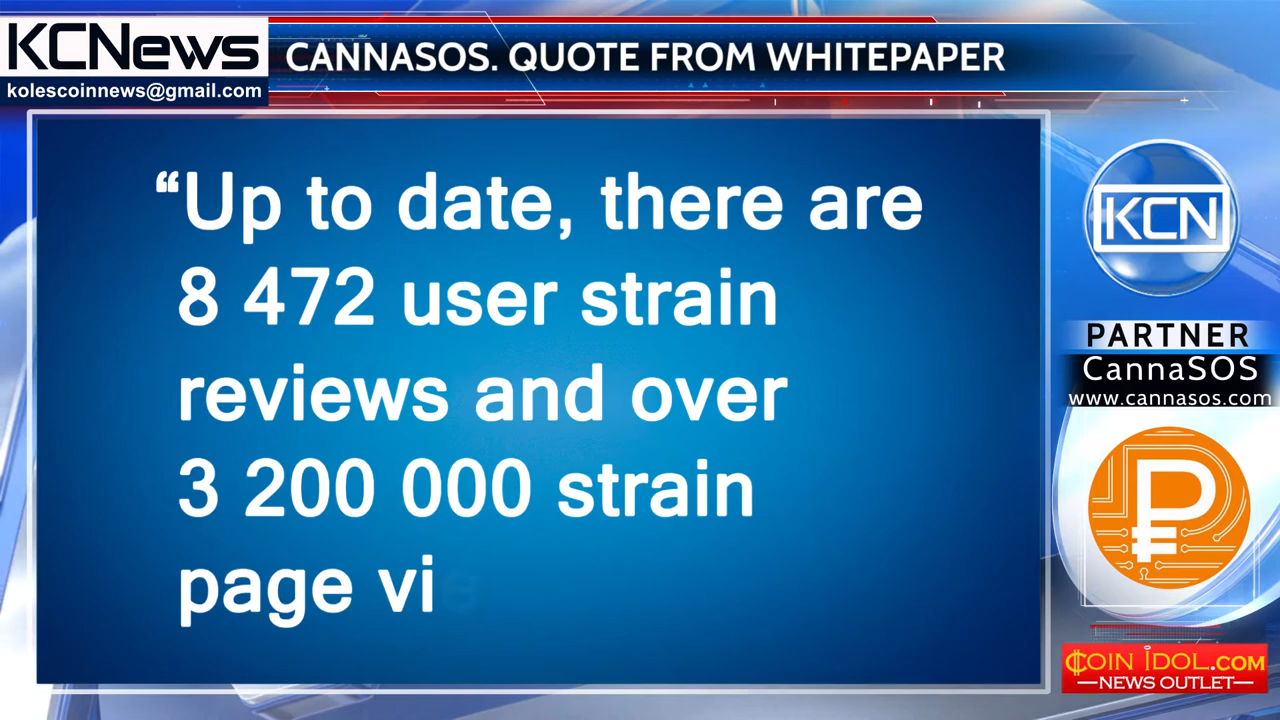 KCNews
kolescoinnews@gmail.com
CANNASOS. QUOTE FROM WHITEPAPER
“Up to date, there are
8 472 user strain
reviews and over
3 200 000 strain
page vi
KCN
PARTNER
CannaSOS
www.cannasos.com
COIN IDOL.COM
—NEWS OUTLET—